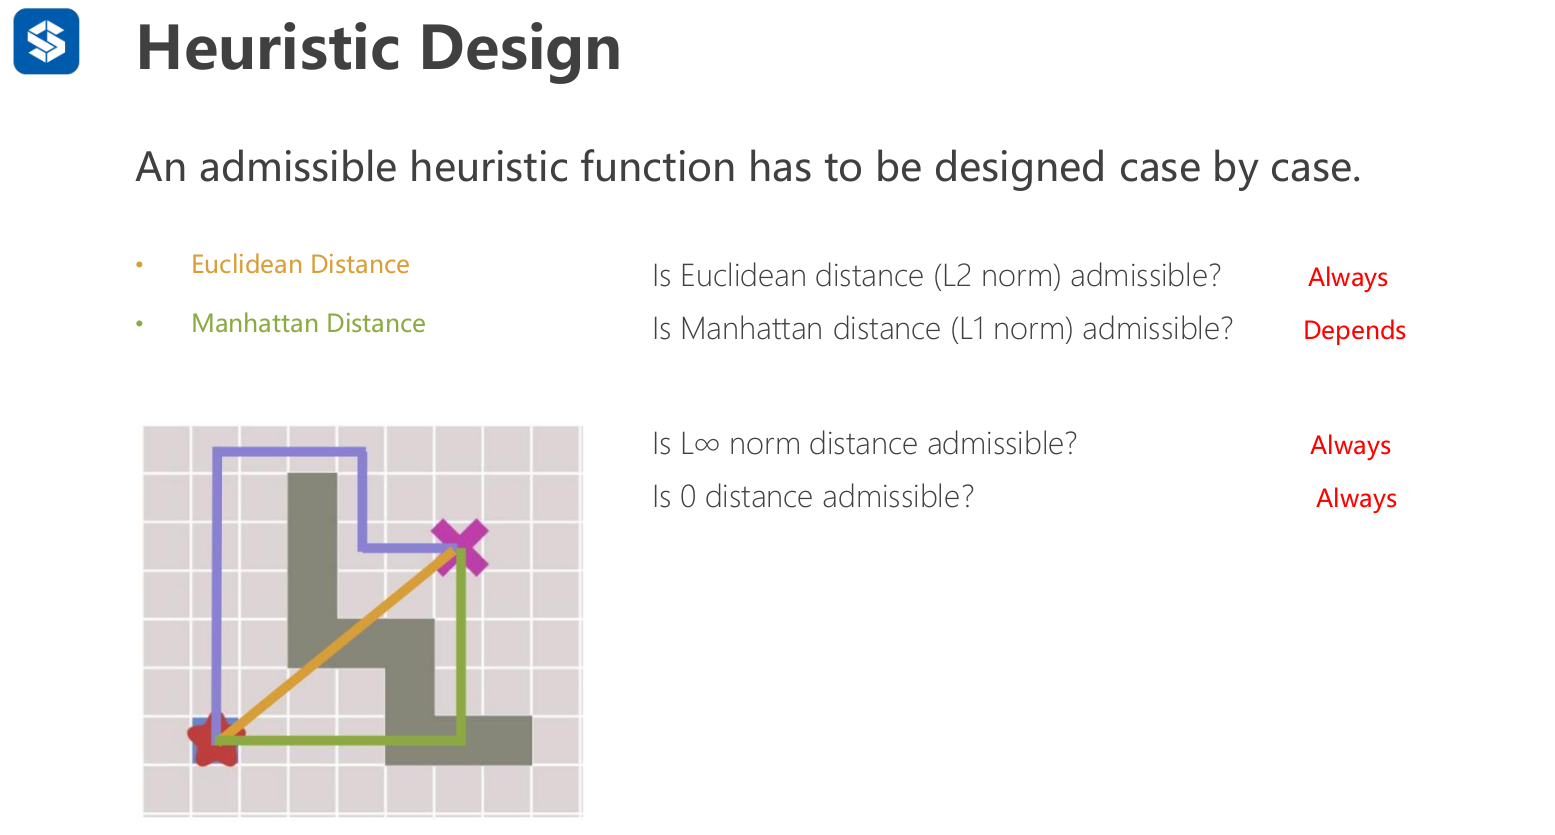 Heuristic Design
An admissible heuristic function has to be designed case by case.
• Euclidean Distance
• Manhattan Distance
Is Euclidean distance (L2 norm) admissible? Always
Is Manhattan distance (L1 norm) admissible? Depends
Is L∞ norm distance admissible? Always
Is 0 distance admissible? Always